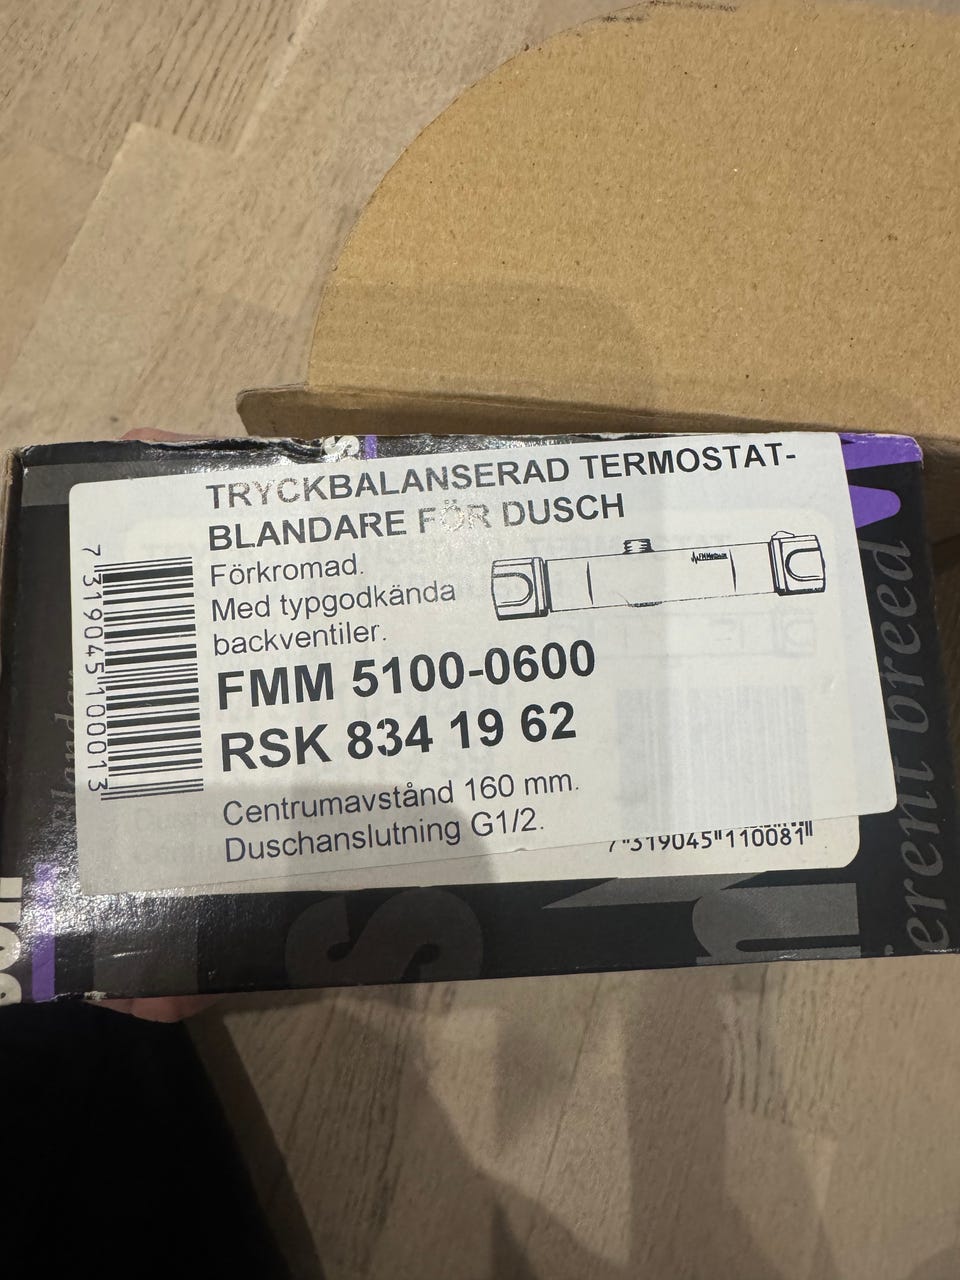 TRYCKBALANSERAD TERMOSTAT-
BLANDARE FÖR DUSCH
Förkromad.
Med typgodkända
backventiler.
FMM 5100-0600
RSK 834 19 62
Centrumavstånd 160 mm.
Duschanslutning G1/2.
7 319045 100013
7 "319045" 110081"
erent breed